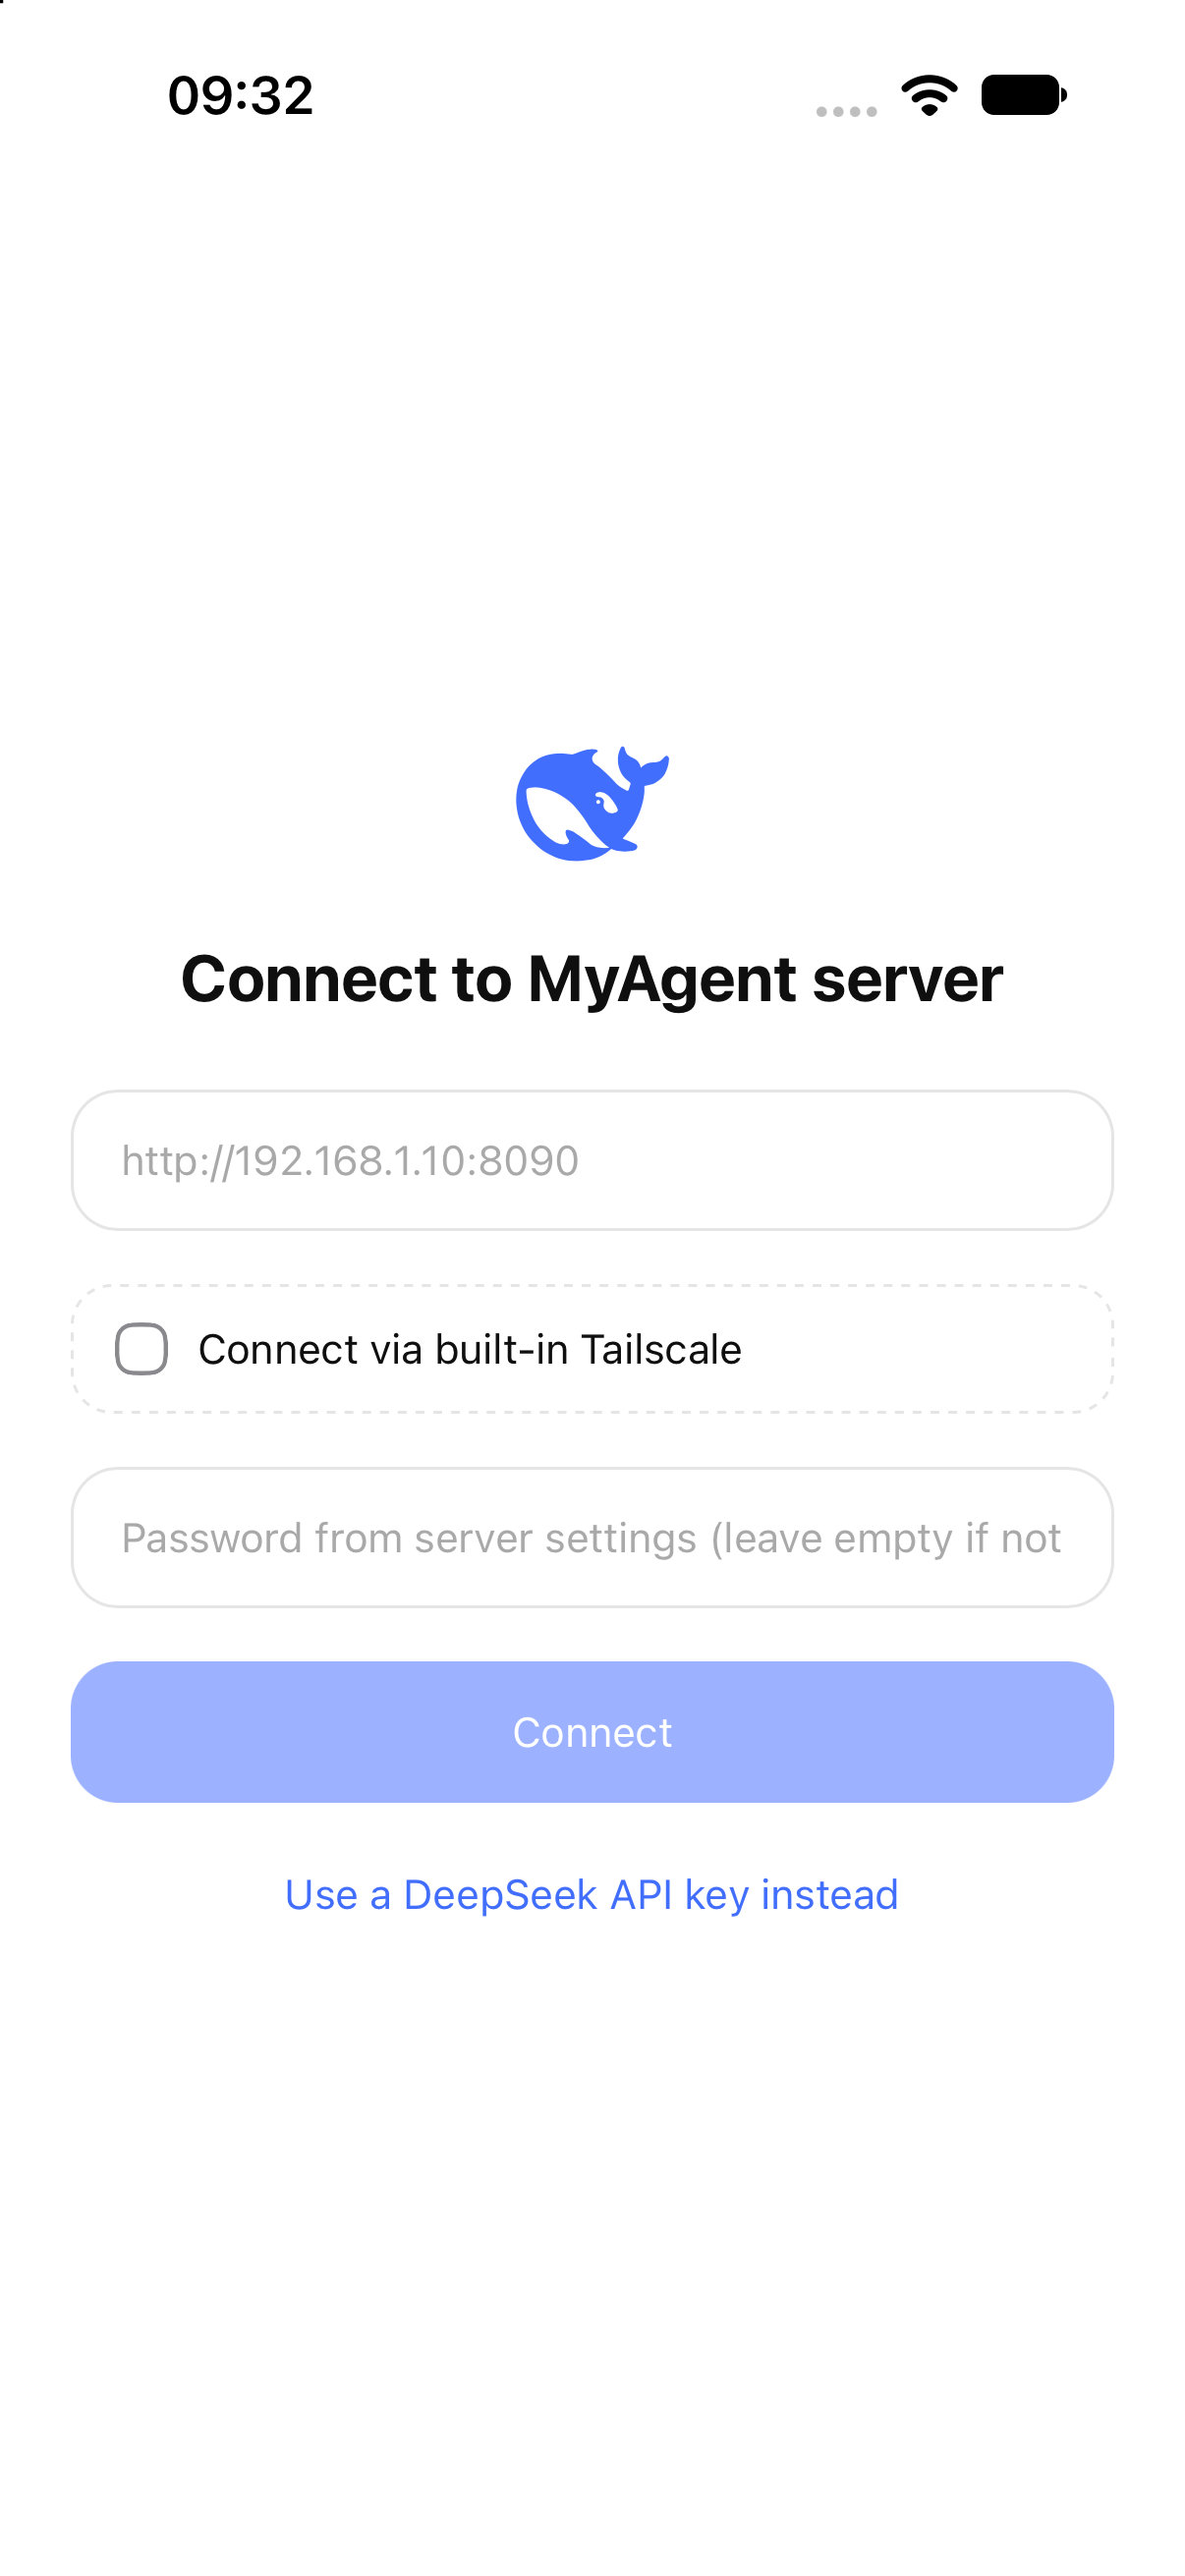 09:32
Connect to MyAgent server
http://192.168.1.10:8090
Connect via built-in Tailscale
Password from server settings (leave empty if not
Connect
Use a DeepSeek API key instead